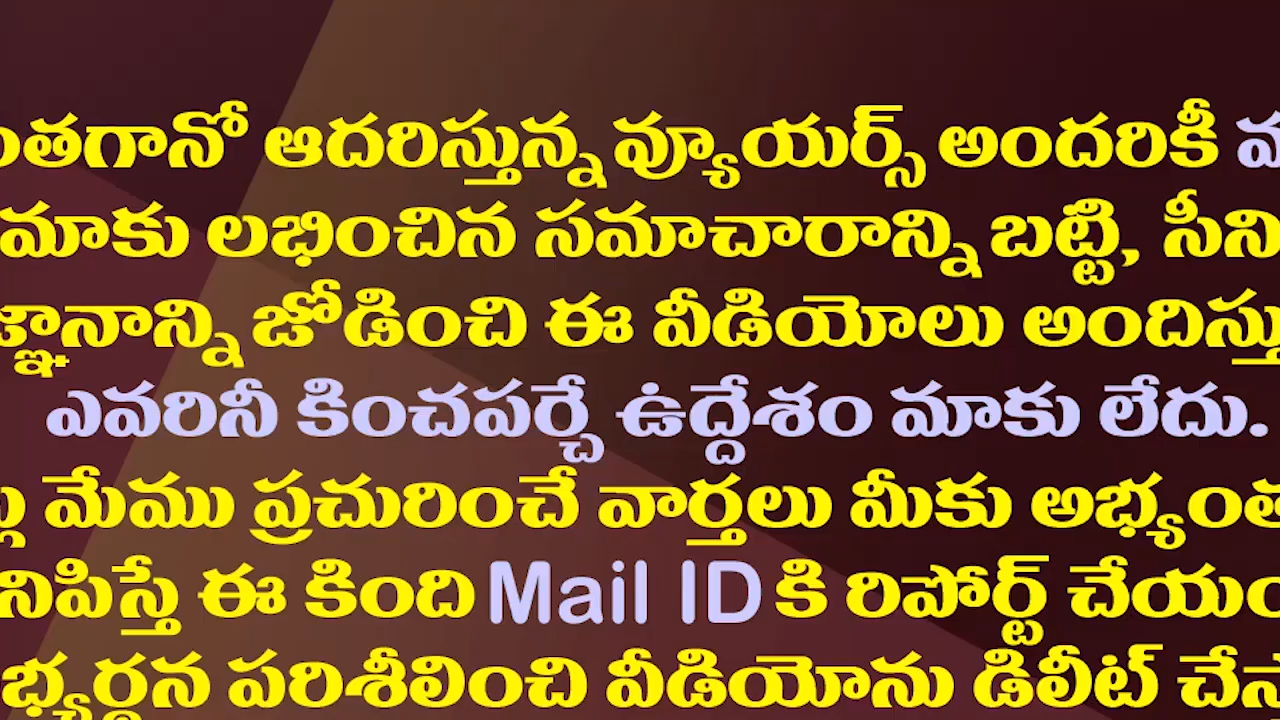 ంతగానో ఆదరిస్తున్న వ్యూయర్స్ అందరికీ
మాకు లభించిన సమాచారాన్ని బట్టి, సీని
జ్ఞానాన్ని జోడించి ఈ వీడియోలు అందిస్తు
ఎవరినీ కించపర్చే ఉద్దేశం మాకు లేదు.
మేము ప్రచురించే వార్తలు మీకు అభ్యంత
నిపిస్తే ఈ కింది Mail ID కి రిపోర్ట్ చేయం
భ్యర్థన పరిశీలించి వీడియోను డిలీట్ చేస